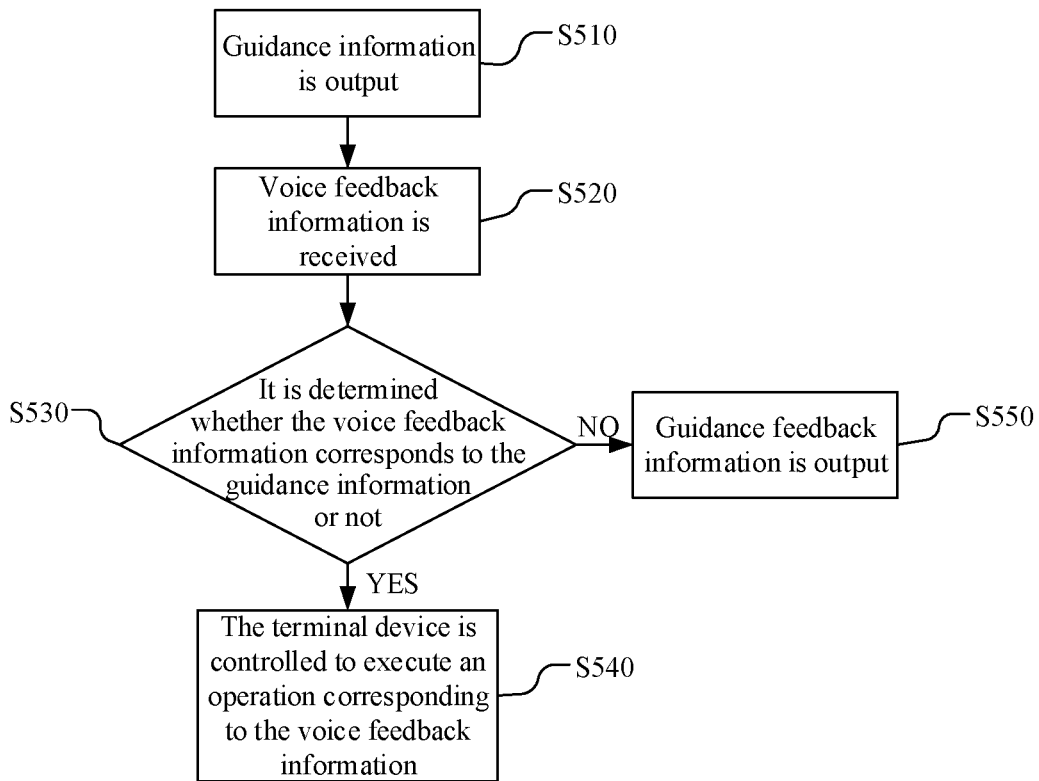 Guidance information
is output
S510
Voice feedback
information is
received
S520
It is determined
whether the voice feedback
information corresponds to the
guidance information
or not
S530
NO
Guidance feedback
information is output
S550
YES
The terminal device is
controlled to execute an
operation corresponding
to the voice feedback
information
S540